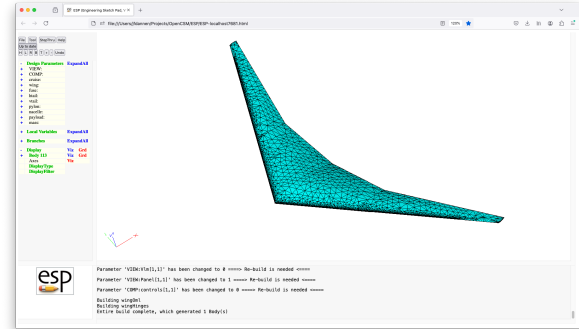 ESP (Engineering Sketch Pad)
file:///Users/Nemec/Projects/OpenCSM/ESP/ESP-localhost7681.html
120%
File Tool StepThru Help
Up to date
H L R B T + - Undo
- Design Parameters ExpandAll
+ VIEW:
+ COMP:
+ cruise:
+ wing:
+ fuse:
+ htail:
+ vtail:
+ pylon:
+ nacelle:
+ payload:
+ mass:
+ Local Variables ExpandAll
+ Branches ExpandAll
- Display Viz Grd
+ Body 113 Viz Grd
Axes Viz
DisplayType
DisplayFilter
esp
Parameter 'VIEW:Vlm[1,1]' has been changed to 0 ====> Re-build is needed <====
Parameter 'VIEW:Panel[1,1]' has been changed to 1 ====> Re-build is needed <====
Parameter 'COMP:controls[1,1]' has been changed to 0 ====> Re-build is needed <====
Building wingOml
Building wingHinges
Entire build complete, which generated 1 Body(s)